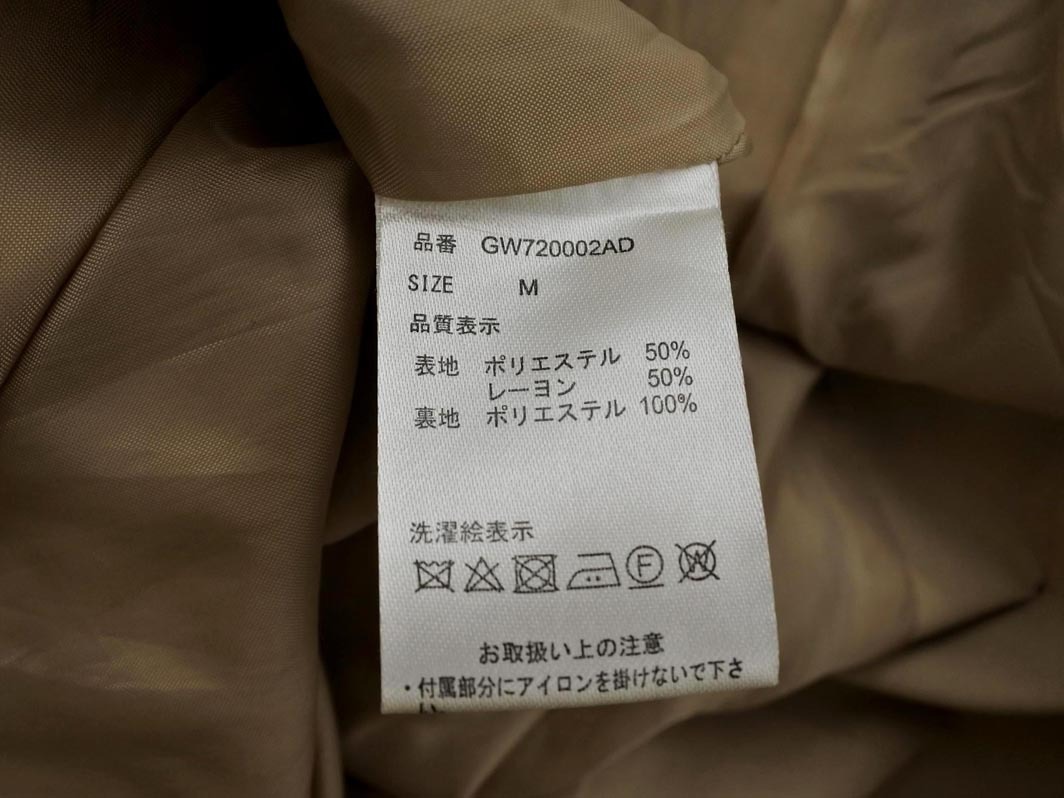 品番 GW720002AD
SIZE M
品質表示
表地 ポリエステル 50%
レーヨン 50%
裏地 ポリエステル 100%
洗濯絵表示
F W
お取扱い上の注意
・付属部分にアイロンを掛けないで下さ
い。